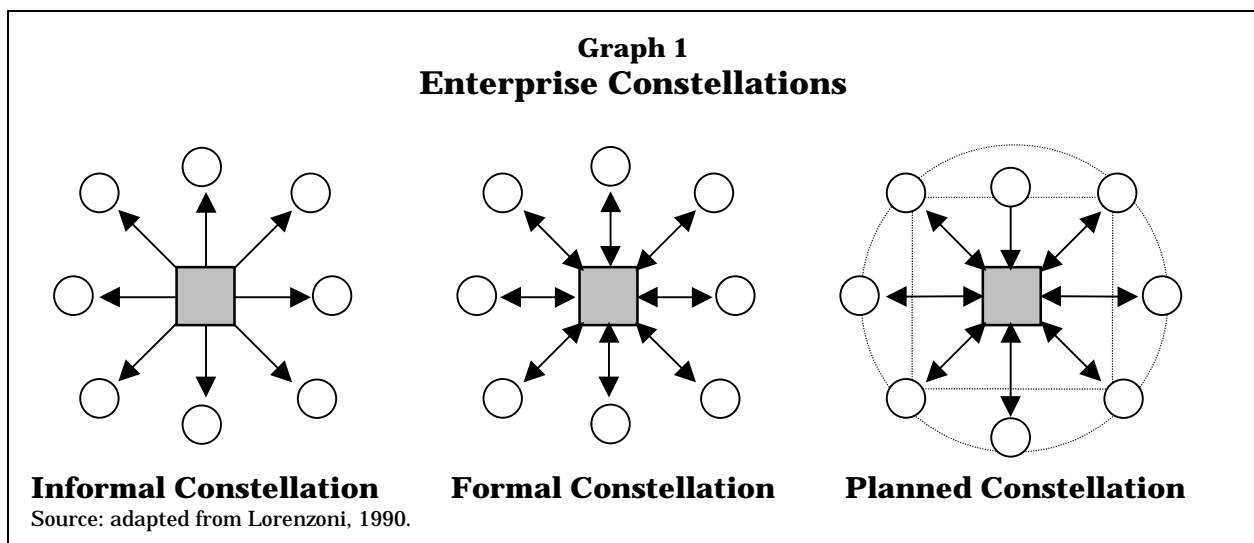 Graph 1
Enterprise Constellations
Informal Constellation
Formal Constellation
Planned Constellation
Source: adapted from Lorenzoni, 1990.